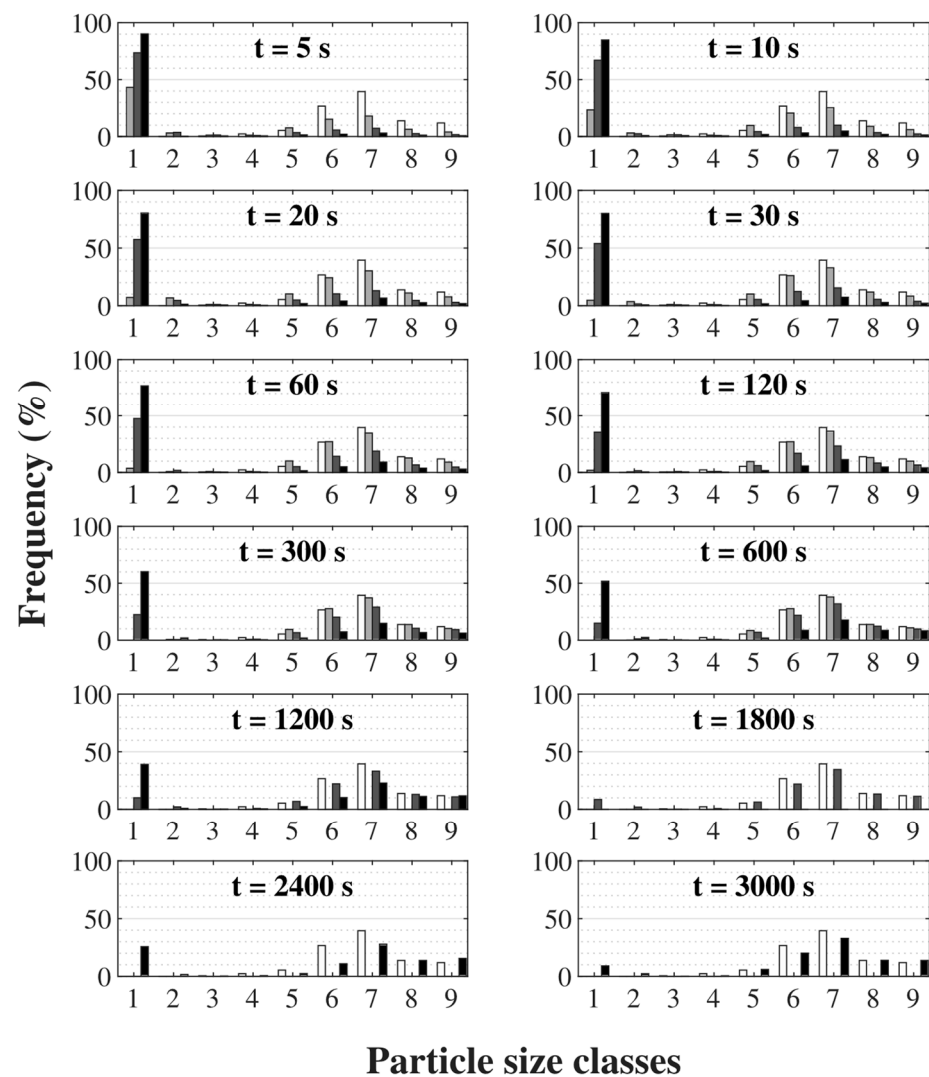 Frequency (%)
100
50
0
t = 5 s
1 2 3 4 5 6 7 8 9
100
50
0
t = 10 s
1 2 3 4 5 6 7 8 9
100
50
0
t = 20 s
1 2 3 4 5 6 7 8 9
100
50
0
t = 30 s
1 2 3 4 5 6 7 8 9
100
50
0
t = 60 s
1 2 3 4 5 6 7 8 9
100
50
0
t = 120 s
1 2 3 4 5 6 7 8 9
100
50
0
t = 300 s
1 2 3 4 5 6 7 8 9
100
50
0
t = 600 s
1 2 3 4 5 6 7 8 9
100
50
0
t = 1200 s
1 2 3 4 5 6 7 8 9
100
50
0
t = 1800 s
1 2 3 4 5 6 7 8 9
100
50
0
t = 2400 s
1 2 3 4 5 6 7 8 9
100
50
0
t = 3000 s
1 2 3 4 5 6 7 8 9
Particle size classes